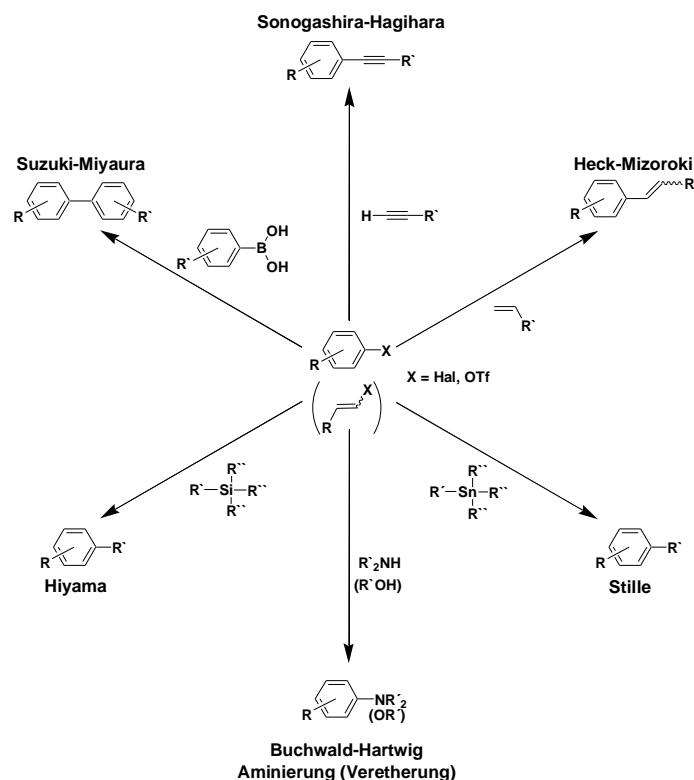 Sonogashira-Hagihara
R
R`
Suzuki-Miyaura
Heck-Mizoroki
R
R`
R
R
H
R`
R`
B
OH
OH
R`
R
X
X = Hal, OTf
R
X
R`
Si
R``
R``
R``
R´
Sn
R``
R``
R``
R
R`
Hiyama
R`₂NH
(R`OH)
R
R`
Stille
R
NR´₂
(OR´)
Buchwald-Hartwig
Aminierung (Veretherung)